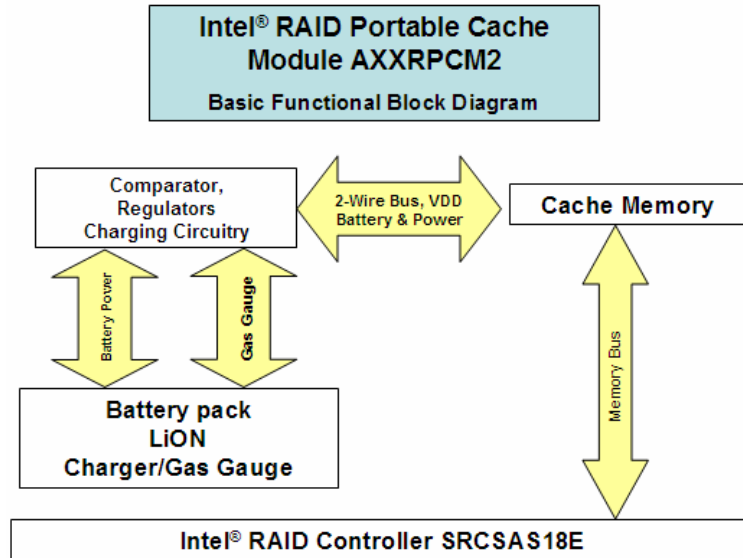 Intel® RAID Portable Cache
Module AXXRPCM2
Basic Functional Block Diagram
Comparator,
Regulators
Charging Circuitry
2-Wire Bus, VDD
Battery & Power
Cache Memory
Battery Power
Gas Gauge
Memory Bus
Battery pack
LiON
Charger/Gas Gauge
Intel® RAID Controller SRCSAS18E